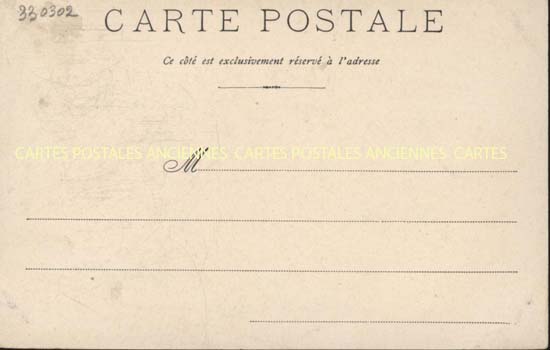 330302
CARTE POSTALE
Ce côté est exclusivement réservé à l'adresse
CARTES POSTALES ANCIENNES CARTES POSTALES ANCIENNES CARTES
M